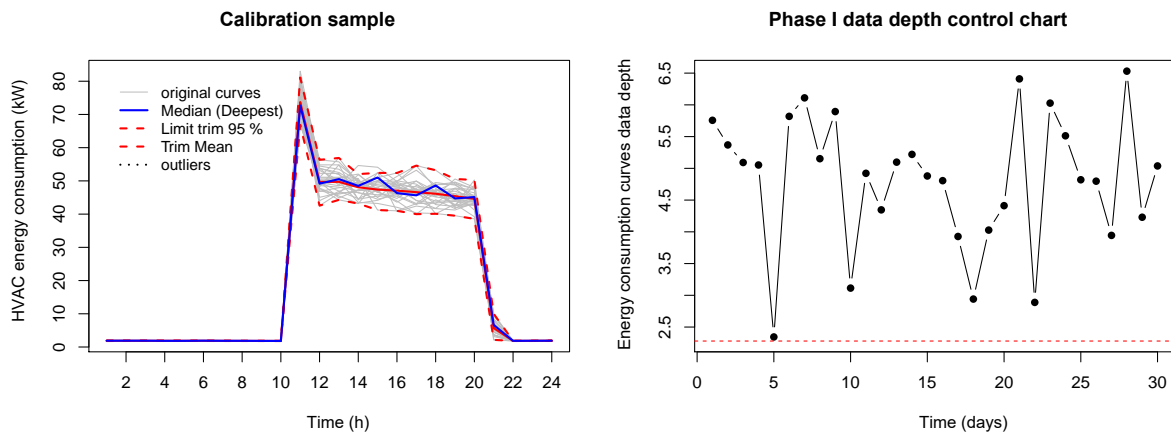 Calibration sample
HVAC energy consumption (kW)
0 10 20 30 40 50 60 70 80
original curves
Median (Deepest)
Limit trim 95 %
Trim Mean
outliers
2 4 6 8 10 12 14 16 18 20 22 24
Time (h)
Phase I data depth control chart
Energy consumption curves data depth
2.5 3.5 4.5 5.5 6.5
0 5 10 15 20 25 30
Time (days)